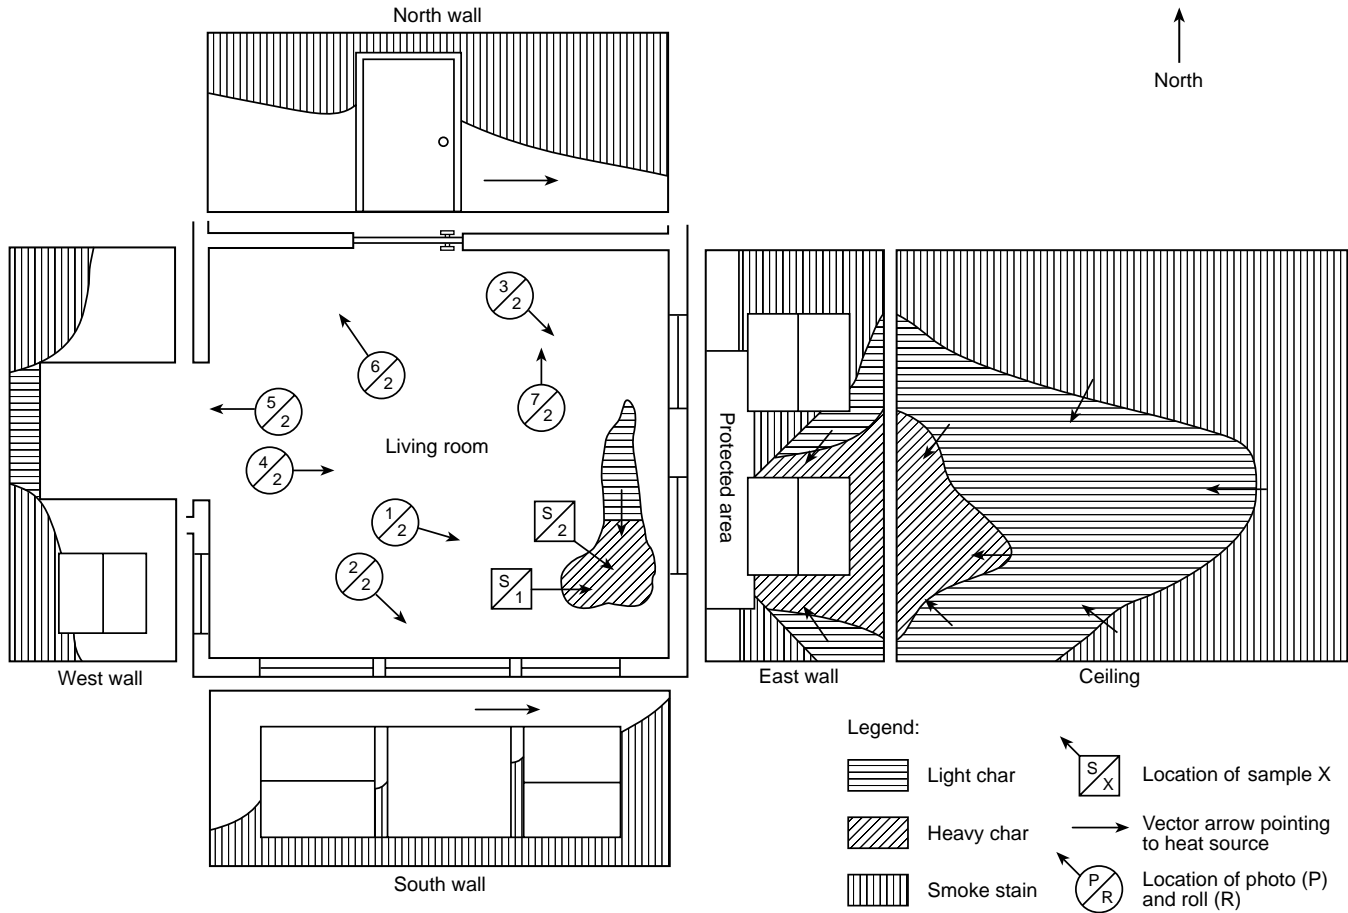 North wall
North
3
2
6
2
5
2
7
2
Living room
4
2
1
2
S
2
2
2
S
1
Protected area
West wall
East wall
Ceiling
South wall
Legend:
Light char
Heavy char
Smoke stain
S
X
Location of sample X
Vector arrow pointing
to heat source
P
R
Location of photo (P)
and roll (R)